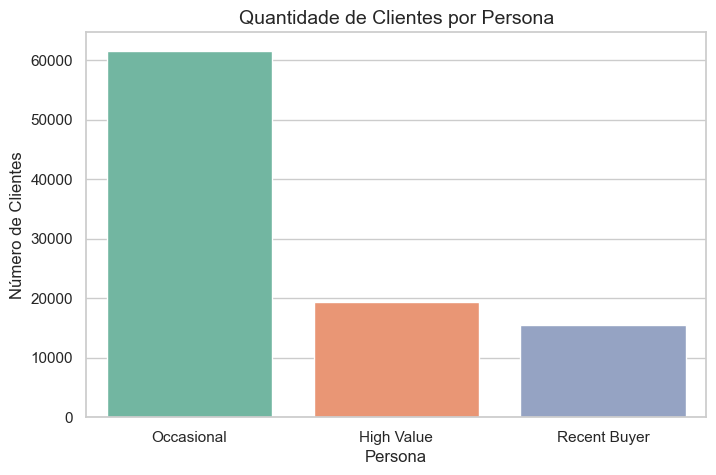 Quantidade de Clientes por Persona
Número de Clientes
60000
50000
40000
30000
20000
10000
0
Occasional
High Value
Recent Buyer
Persona